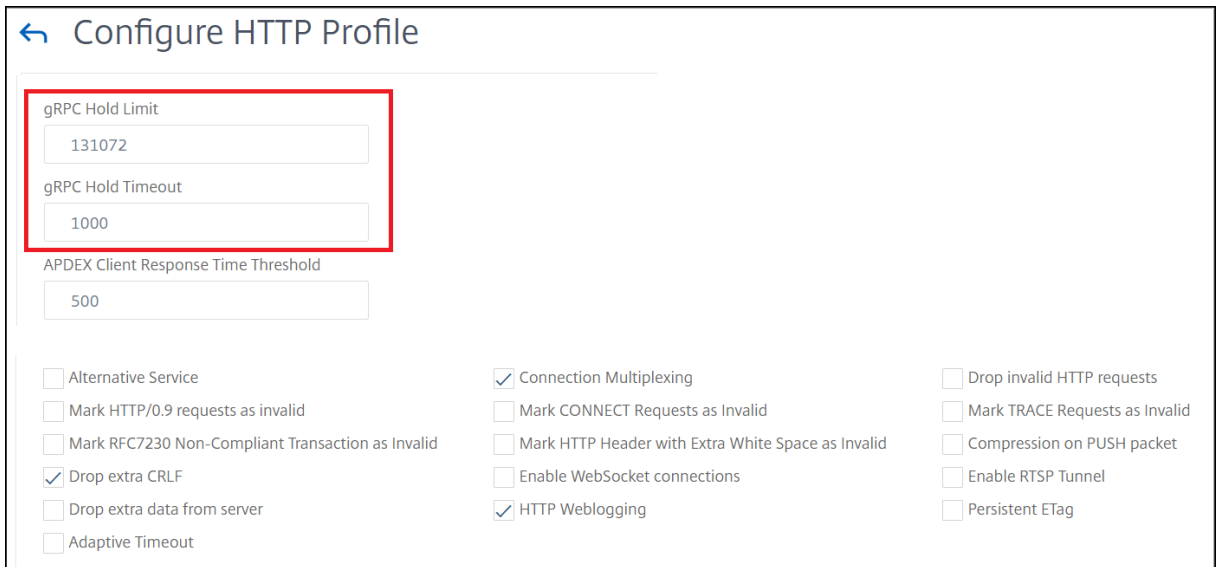 Configure HTTP Profile
gRPC Hold Limit
131072
gRPC Hold Timeout
1000
APDEX Client Response Time Threshold
500
Alternative Service Connection Multiplexing Drop invalid HTTP requests
Mark HTTP/0.9 requests as invalid Mark CONNECT Requests as Invalid Mark TRACE Requests as Invalid
Mark RFC7230 Non-Compliant Transaction as Invalid Mark HTTP Header with Extra White Space as Invalid Compression on PUSH packet
Drop extra CRLF Enable WebSocket connections Enable RTSP Tunnel
Drop extra data from server HTTP Weblogging Persistent ETag
Adaptive Timeout